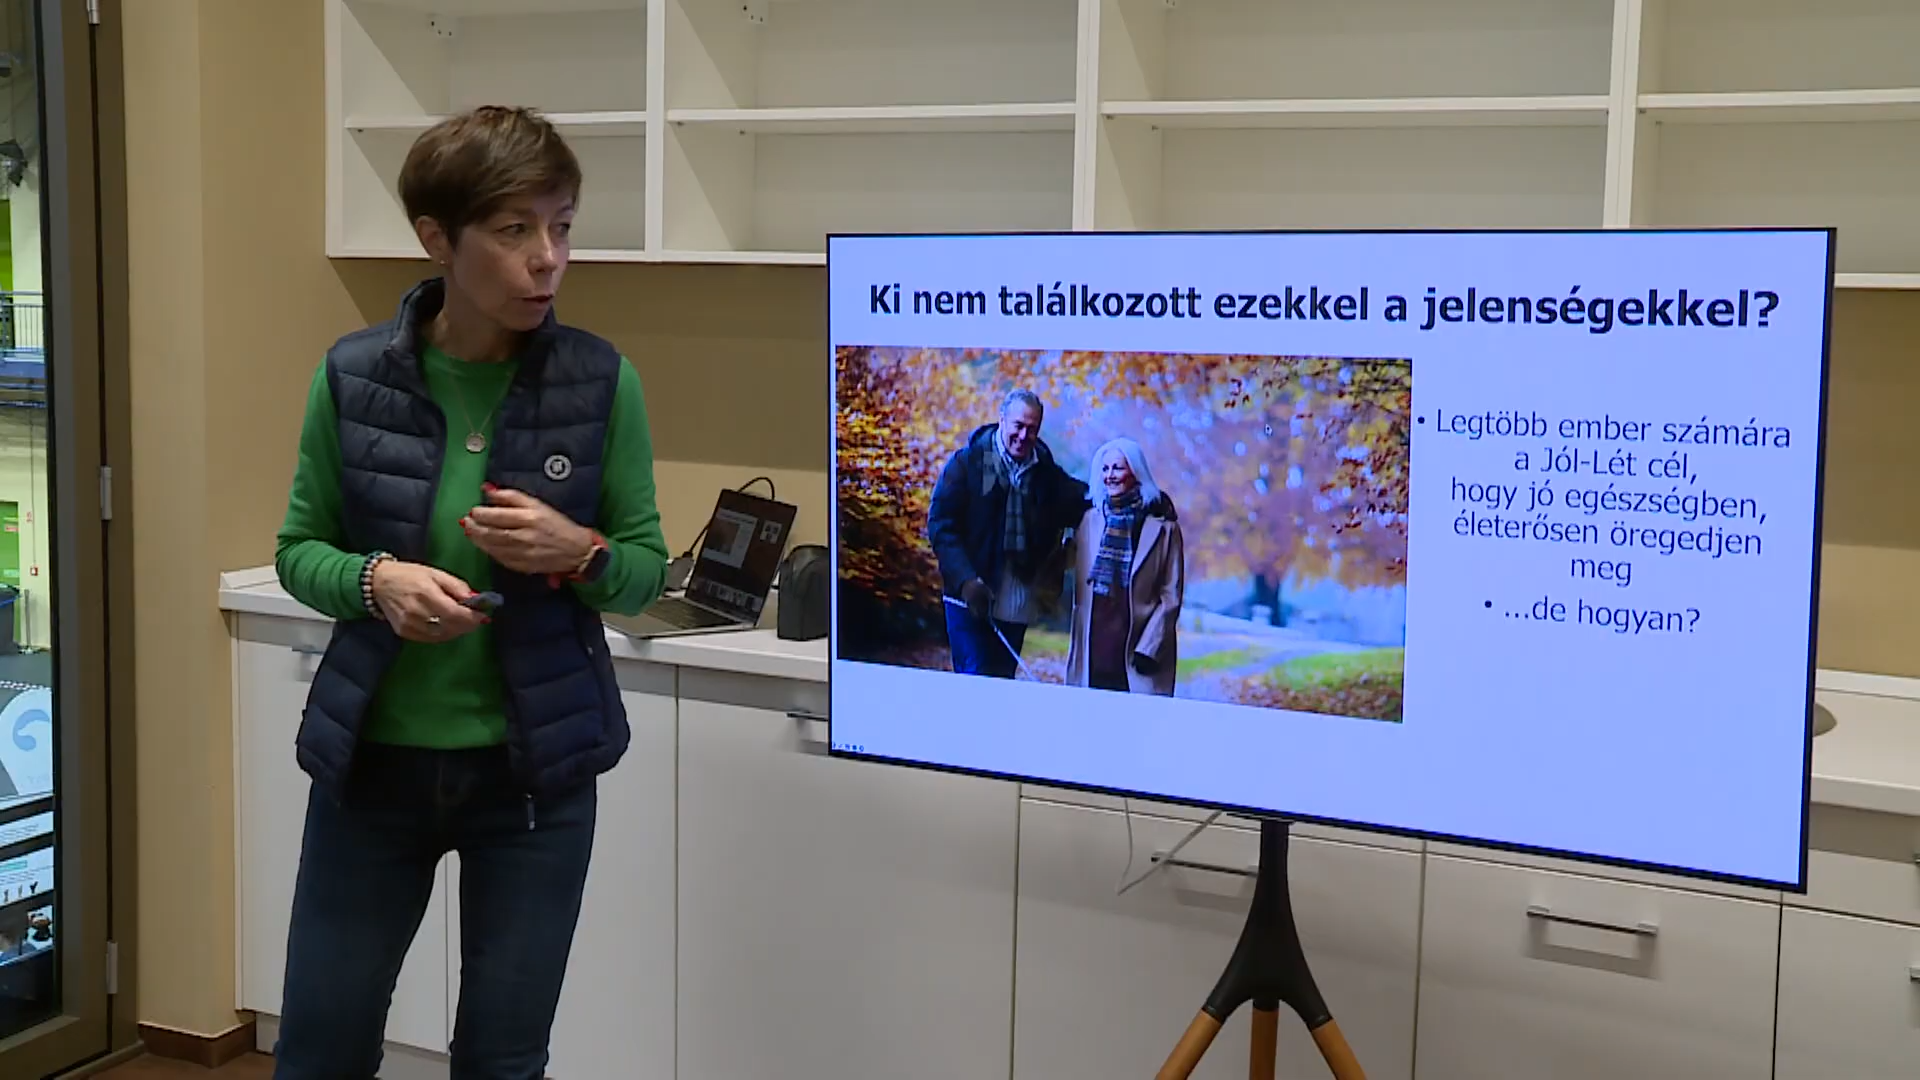 Ki nem találkozott ezekkel a jelenségekkel?
• Legtöbb ember számára
a Jól-Lét cél,
hogy jó egészségben,
életerősen öregedjen
meg
• ...de hogyan?